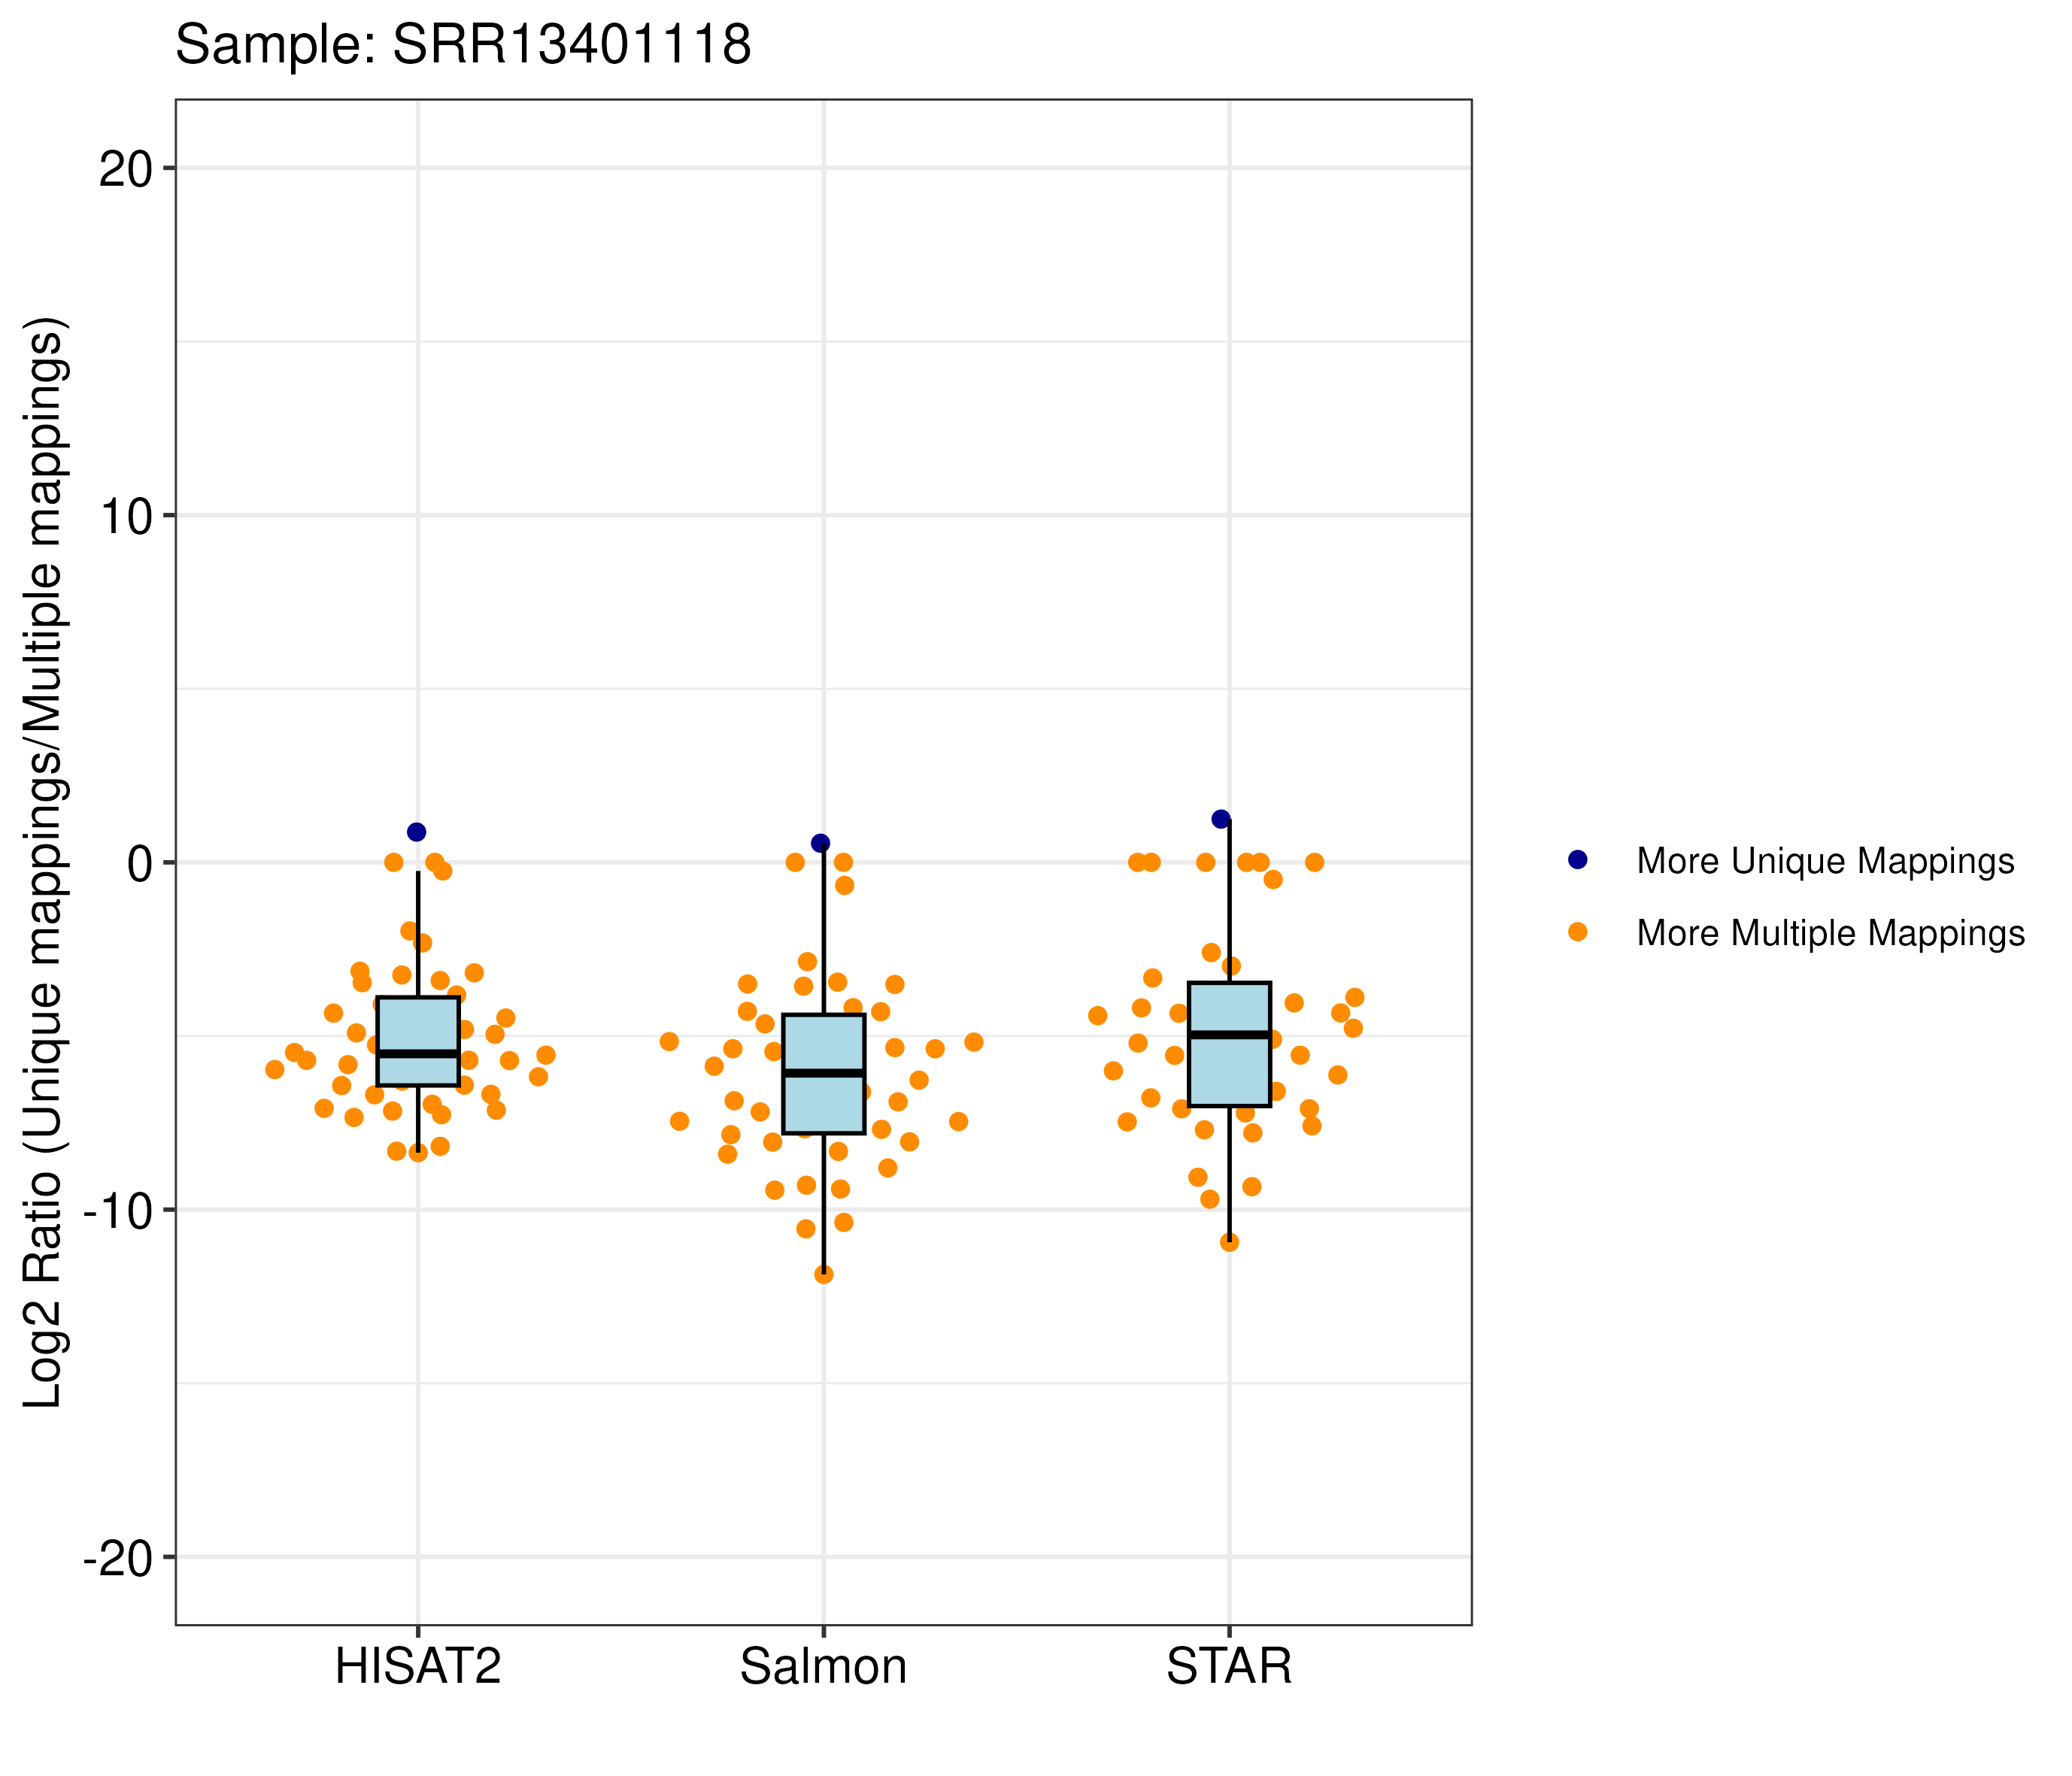 Sample: SRR13401118
Log2 Ratio (Unique mappings/Multiple mappings)
20
10
0
-10
-20
HISAT2
Salmon
STAR
More Unique Mappings
More Multiple Mappings